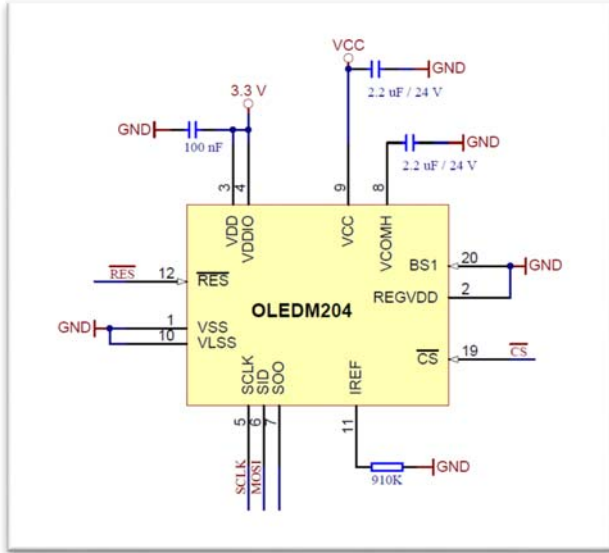 VCC
GND
2.2 uF / 24 V
3.3 V
GND
100 nF
GND
2.2 uF / 24 V
3
4
9
8
VDD
VDDIO
VCC
VCOMH
RES
12
RES
BS1
20
GND
REGVDD
2
OLEDM204
GND
1
VSS
10
VLSS
CS
19
CS
SCLK
SID
SOO
IREF
5
6
7
11
SCLK
MOSI
910K
GND